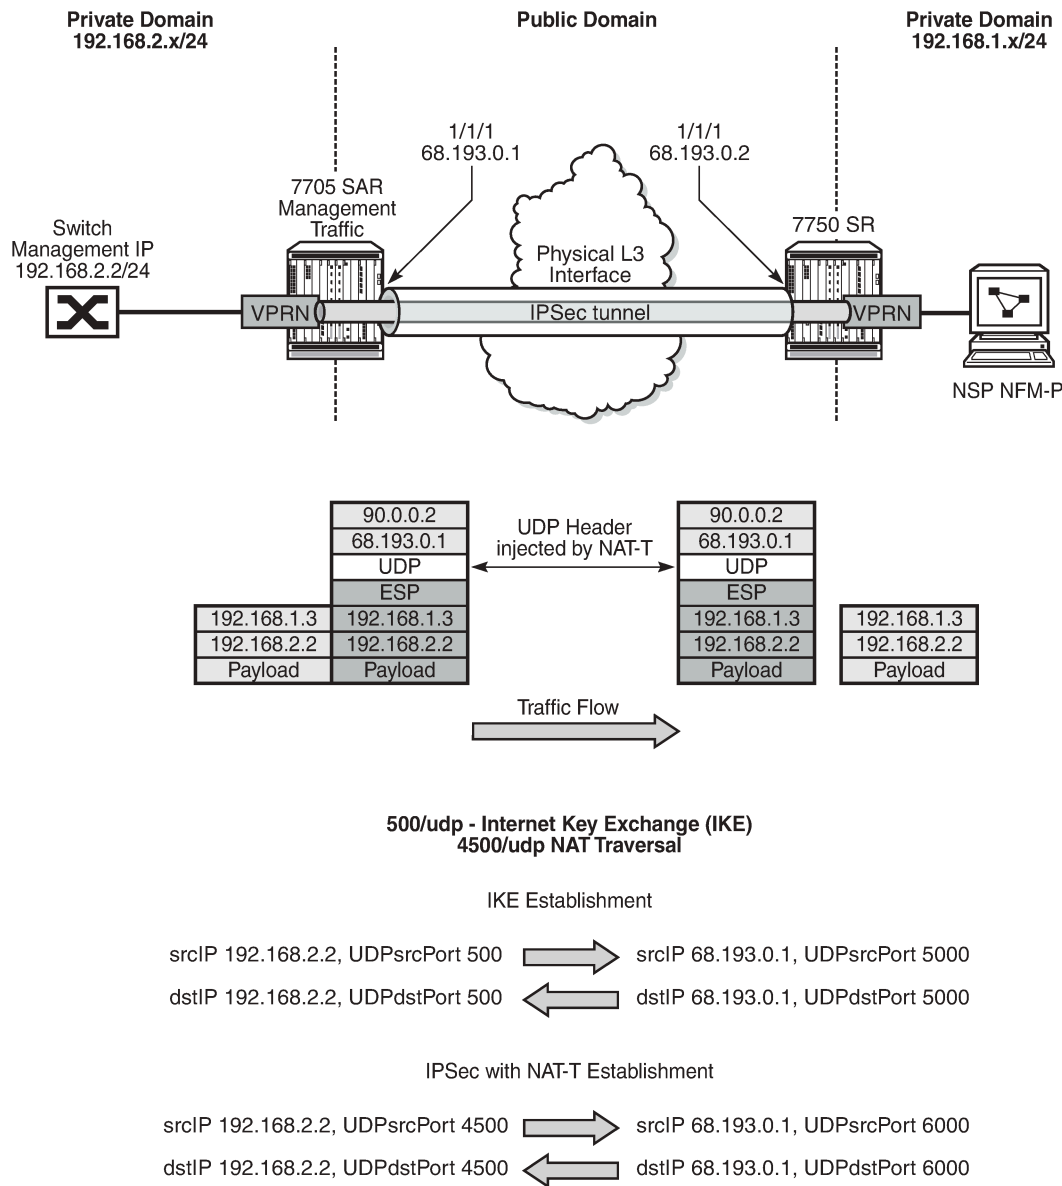 Private Domain
192.168.2.x/24
Public Domain
Private Domain
192.168.1.x/24
1/1/1
68.193.0.1
1/1/1
68.193.0.2
7705 SAR
Management
Traffic
7750 SR
Switch
Management IP
192.168.2.2/24
Physical L3
Interface
VPRN
IPSec tunnel
VPRN
NSP NFM-P
90.0.0.2
68.193.0.1
UDP
ESP
192.168.1.3
192.168.1.3
192.168.2.2
192.168.2.2
Payload
Payload
UDP Header
injected by NAT-T
90.0.0.2
68.193.0.1
UDP
ESP
192.168.1.3
192.168.1.3
192.168.2.2
192.168.2.2
Payload
Payload
Traffic Flow
500/udp - Internet Key Exchange (IKE)
4500/udp NAT Traversal
IKE Establishment
srcIP 192.168.2.2, UDPsrcPort 500
srcIP 68.193.0.1, UDPsrcPort 5000
dstIP 192.168.2.2, UDPdstPort 500
dstIP 68.193.0.1, UDPdstPort 5000
IPSec with NAT-T Establishment
srcIP 192.168.2.2, UDPsrcPort 4500
srcIP 68.193.0.1, UDPsrcPort 6000
dstIP 192.168.2.2, UDPdstPort 4500
dstIP 68.193.0.1, UDPdstPort 6000